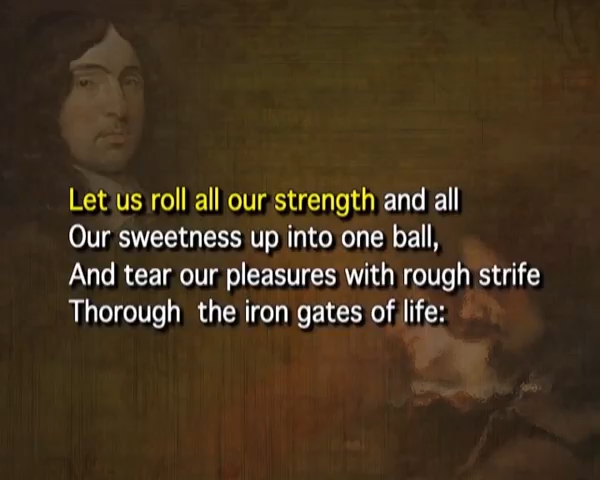 Let us roll all our strength and all
Our sweetness up into one ball,
And tear our pleasures with rough strife
Thorough the iron gates of life: